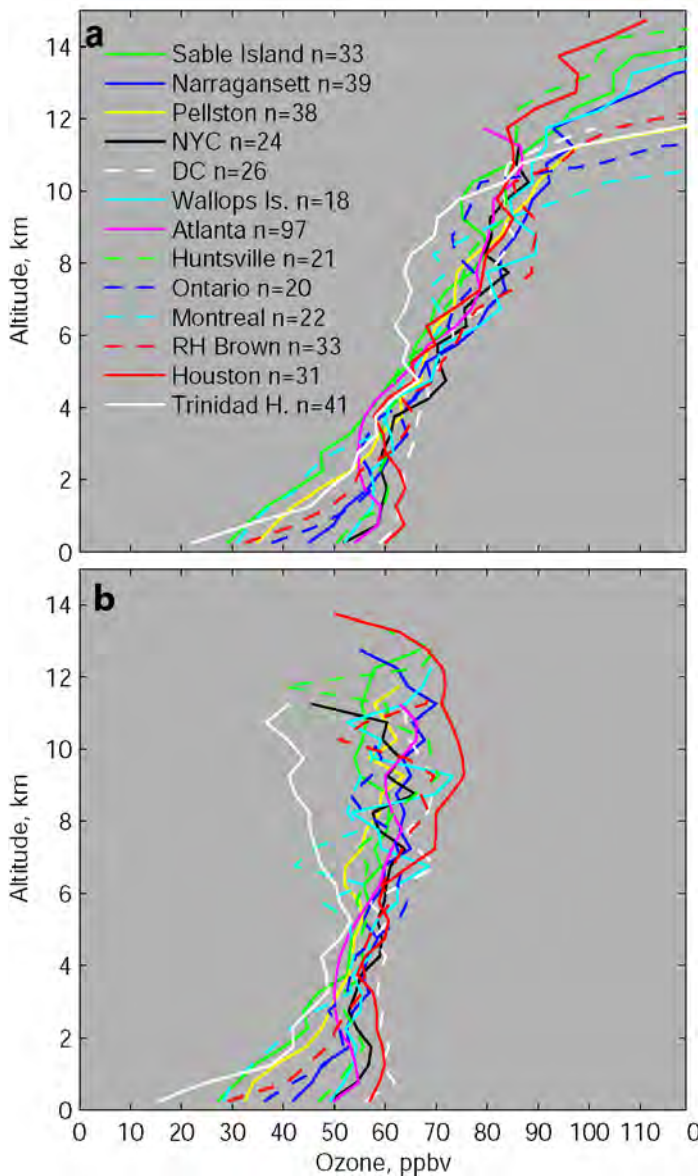 a
14
12
10
8
6
4
2
0
Altitude, km
Sable Island n=33
Narragansett n=39
Pellston n=38
NYC n=24
DC n=26
Wallops Is. n=18
Atlanta n=97
Huntsville n=21
Ontario n=20
Montreal n=22
RH Brown n=33
Houston n=31
Trinidad H. n=41
b
14
12
10
8
6
4
2
0
Altitude, km
0 10 20 30 40 50 60 70 80 90 100 110 0
Ozone, ppbv